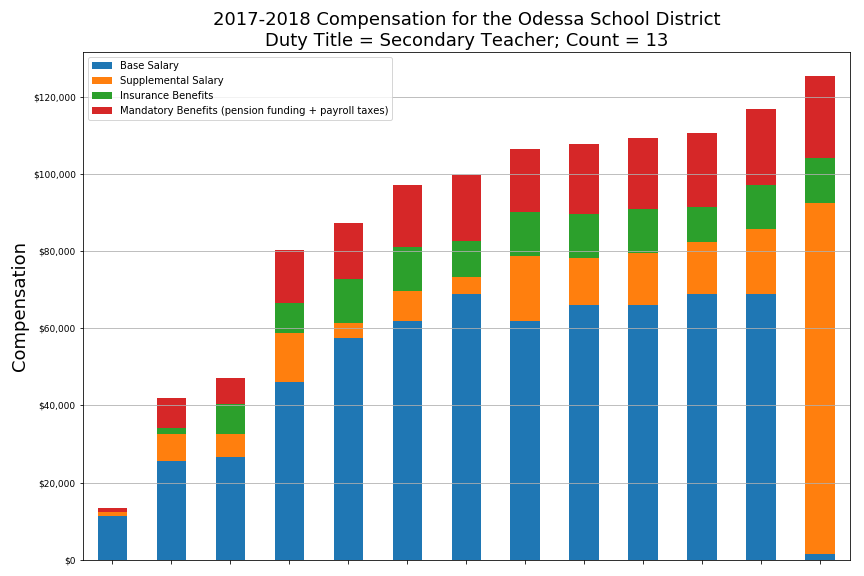 2017-2018 Compensation for the Odessa School District
Duty Title = Secondary Teacher; Count = 13
Base Salary
Supplemental Salary
Insurance Benefits
Mandatory Benefits (pension funding + payroll taxes)
$120,000
$100,000
$80,000
$60,000
$40,000
$20,000
$0
Compensation